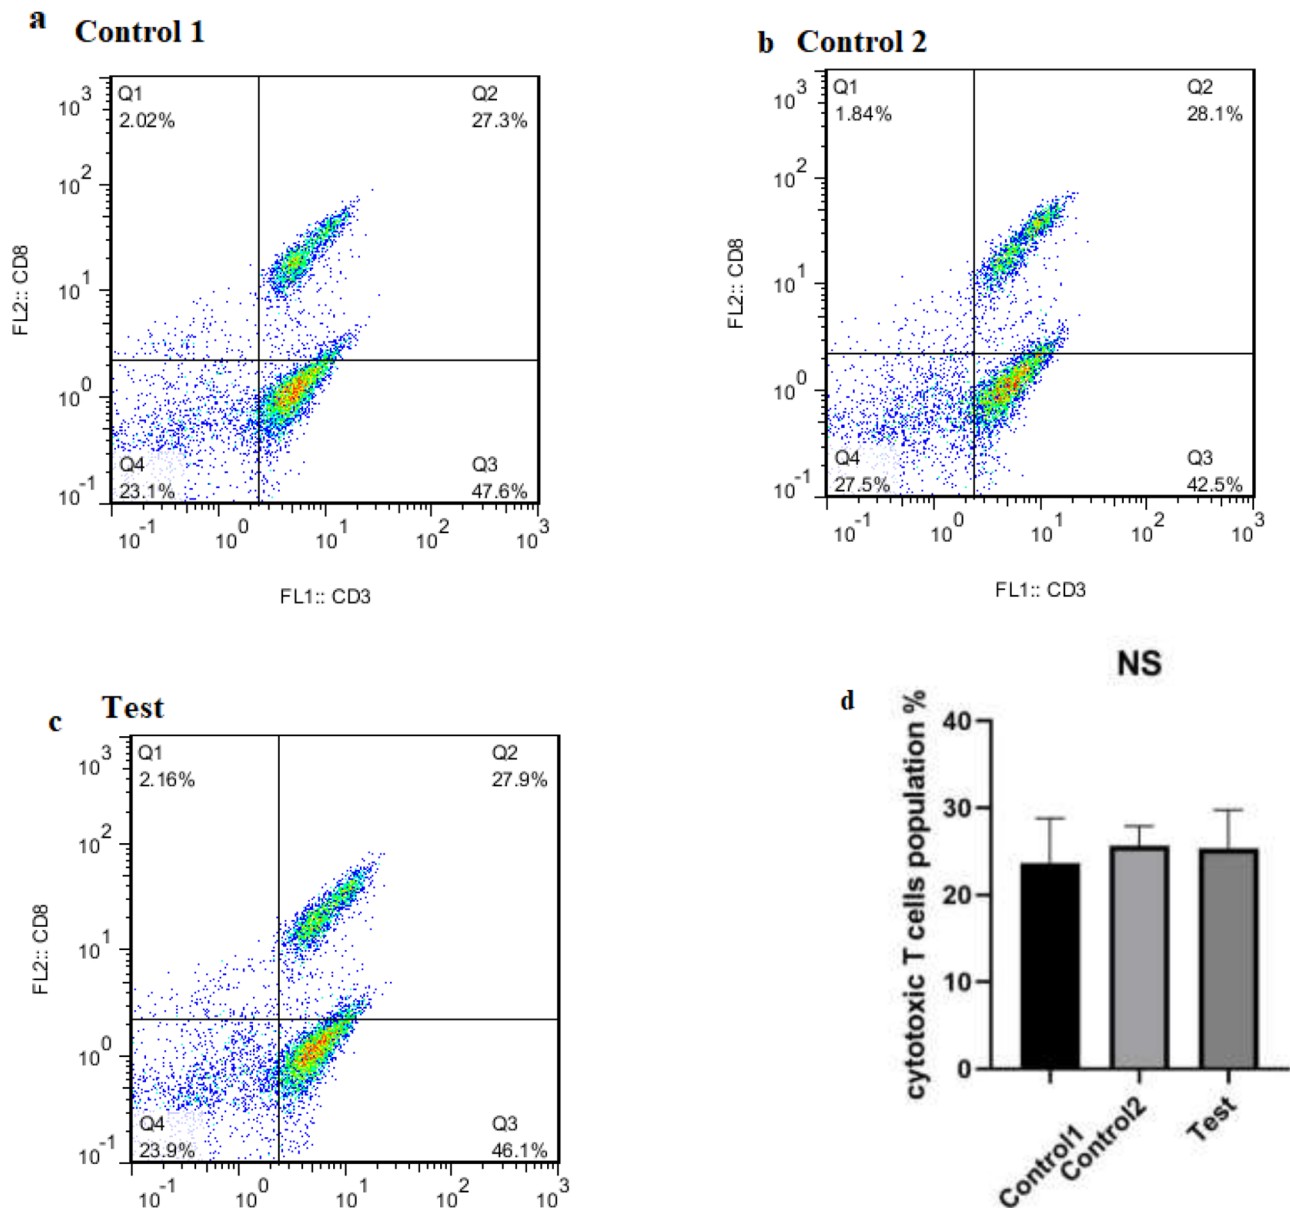 a Control 1
Q1
2.02%
Q2
27.3%
Q4
23.1%
Q3
47.6%
10^3
10^2
10^1
10^0
10^-1
10^-1 10^0 10^1 10^2 10^3
FL2:: CD8
FL1:: CD3
b Control 2
Q1
1.84%
Q2
28.1%
Q4
27.5%
Q3
42.5%
10^3
10^2
10^1
10^0
10^-1
10^-1 10^0 10^1 10^2 10^3
FL2:: CD8
FL1:: CD3
c Test
Q1
2.16%
Q2
27.9%
Q4
23.9%
Q3
46.1%
10^3
10^2
10^1
10^0
10^-1
10^-1 10^0 10^1 10^2 10^3
FL2:: CD8
d
NS
cytotoxic T cells population %
40
30
20
10
0
Control1
Control2
Test